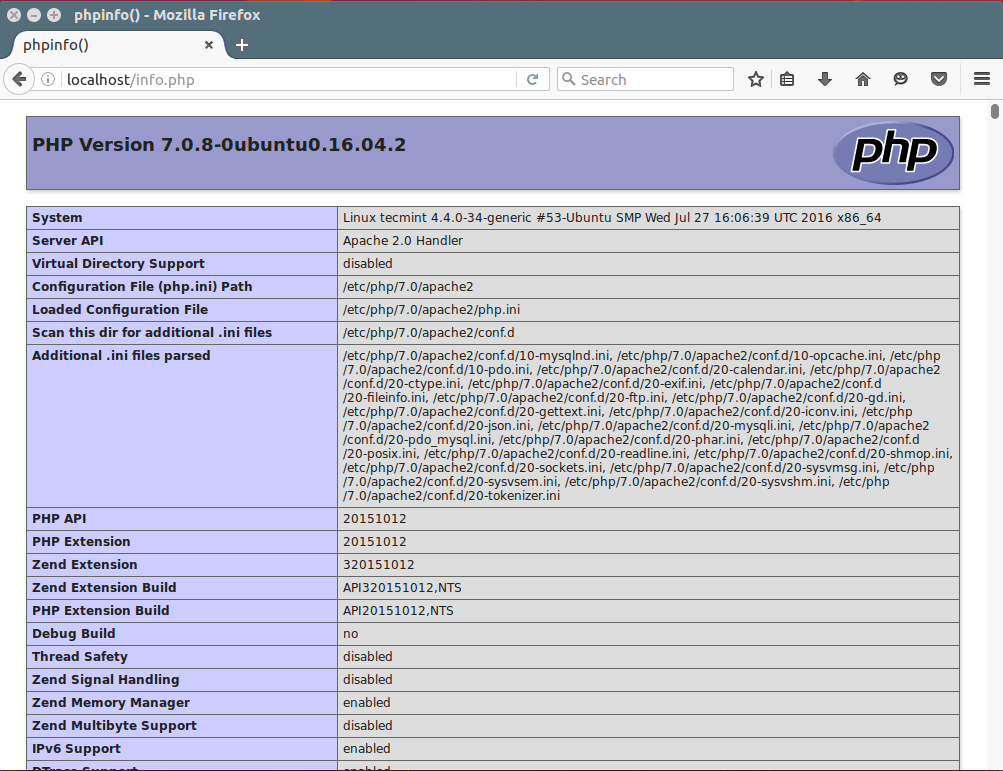 phpinfo() - Mozilla Firefox
phpinfo()
localhost/info.php
Search
PHP Version 7.0.8-0ubuntu0.16.04.2
php
System Linux tecmint 4.4.0-34-generic #53-Ubuntu SMP Wed Jul 27 16:06:39 UTC 2016 x86_64
Server API Apache 2.0 Handler
Virtual Directory Support disabled
Configuration File (php.ini) Path /etc/php/7.0/apache2
Loaded Configuration File /etc/php/7.0/apache2/php.ini
Scan this dir for additional .ini files /etc/php/7.0/apache2/conf.d
Additional .ini files parsed /etc/php/7.0/apache2/conf.d/10-mysqlnd.ini, /etc/php/7.0/apache2/conf.d/10-opcache.ini, /etc/php
/7.0/apache2/conf.d/10-pdo.ini, /etc/php/7.0/apache2/conf.d/20-calendar.ini, /etc/php/7.0/apache2
/conf.d/20-ctype.ini, /etc/php/7.0/apache2/conf.d/20-exif.ini, /etc/php/7.0/apache2/conf.d
/20-fileinfo.ini, /etc/php/7.0/apache2/conf.d/20-ftp.ini, /etc/php/7.0/apache2/conf.d/20-gd.ini,
/etc/php/7.0/apache2/conf.d/20-gettext.ini, /etc/php/7.0/apache2/conf.d/20-iconv.ini, /etc/php
/7.0/apache2/conf.d/20-json.ini, /etc/php/7.0/apache2/conf.d/20-mysqli.ini, /etc/php/7.0/apache2
/conf.d/20-pdo_mysql.ini, /etc/php/7.0/apache2/conf.d/20-phar.ini, /etc/php/7.0/apache2/conf.d
/20-posix.ini, /etc/php/7.0/apache2/conf.d/20-readline.ini, /etc/php/7.0/apache2/conf.d/20-shmop.ini,
/etc/php/7.0/apache2/conf.d/20-sockets.ini, /etc/php/7.0/apache2/conf.d/20-sysvmsg.ini, /etc/php
/7.0/apache2/conf.d/20-sysvsem.ini, /etc/php/7.0/apache2/conf.d/20-sysvshm.ini, /etc/php
/7.0/apache2/conf.d/20-tokenizer.ini
PHP API 20151012
PHP Extension 20151012
Zend Extension 320151012
Zend Extension Build API320151012,NTS
PHP Extension Build API20151012,NTS
Debug Build no
Thread Safety disabled
Zend Signal Handling disabled
Zend Memory Manager enabled
Zend Multibyte Support disabled
IPv6 Support enabled
DTrace Support enabled